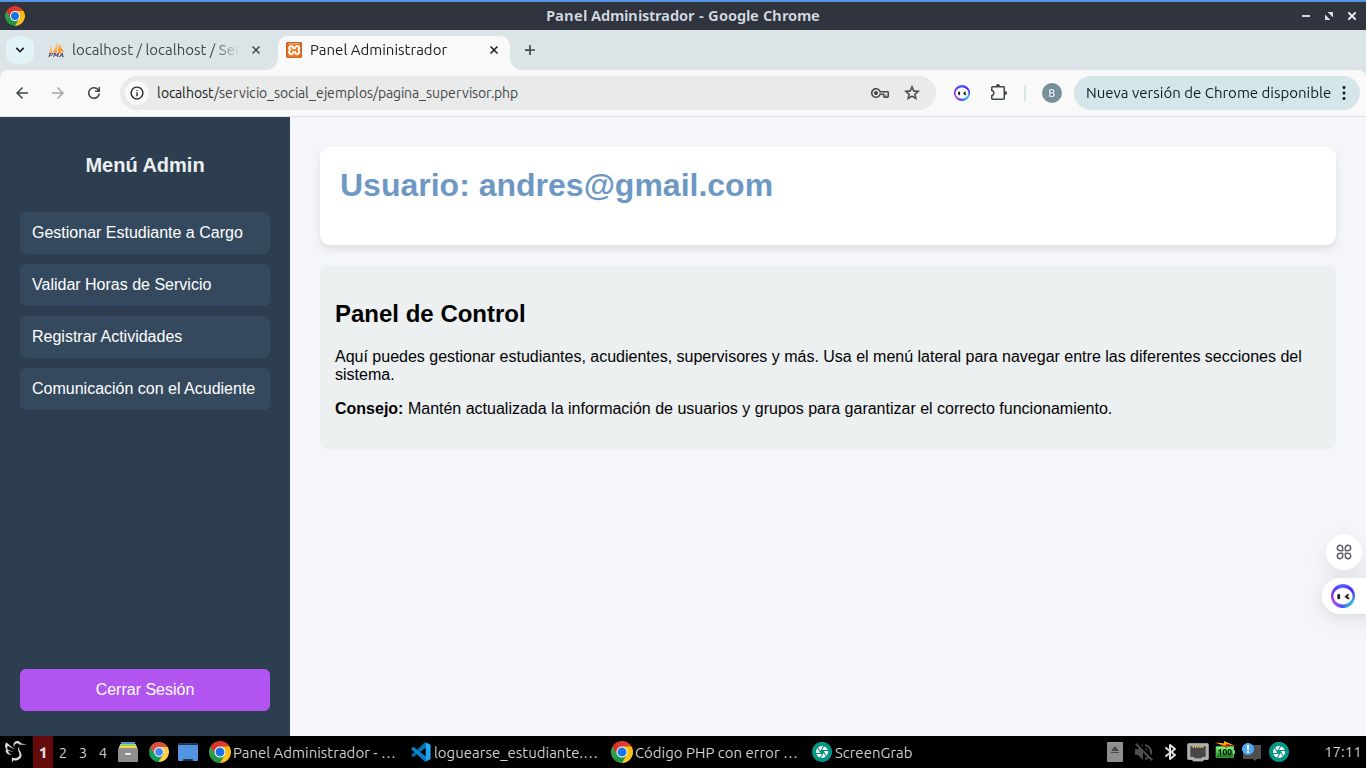 Panel Administrador - Google Chrome
localhost / localhost / Ser
Panel Administrador
localhost/servicio_social_ejemplos/pagina_supervisor.php
B
Nueva versión de Chrome disponible
Menú Admin
Gestionar Estudiante a Cargo
Validar Horas de Servicio
Registrar Actividades
Comunicación con el Acudiente
Cerrar Sesión
Usuario: andres@gmail.com
Panel de Control
Aquí puedes gestionar estudiantes, acudientes, supervisores y más. Usa el menú lateral para navegar entre las diferentes secciones del
sistema.
Consejo: Mantén actualizada la información de usuarios y grupos para garantizar el correcto funcionamiento.
1 2 3 4 Panel Administrador - ... loguearse_estudiante.... Código PHP con error ... ScreenGrab 100 17:11